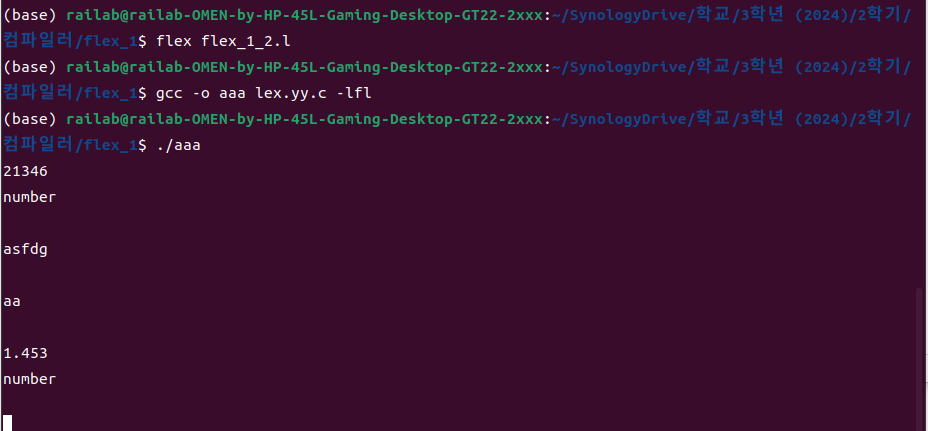 (base) railab@railab-OMEN-by-HP-45L-Gaming-Desktop-GT22-2xxx:~/SynologyDrive/학교/3학년 (2024)/2학기/
컴파일러/flex_1$ flex flex_1_2.l
(base) railab@railab-OMEN-by-HP-45L-Gaming-Desktop-GT22-2xxx:~/SynologyDrive/학교/3학년 (2024)/2학기/
컴파일러/flex_1$ gcc -o aaa lex.yy.c -lfl
(base) railab@railab-OMEN-by-HP-45L-Gaming-Desktop-GT22-2xxx:~/SynologyDrive/학교/3학년 (2024)/2학기/
컴파일러/flex_1$ ./aaa
21346
number
asfdg
aa
1.453
number